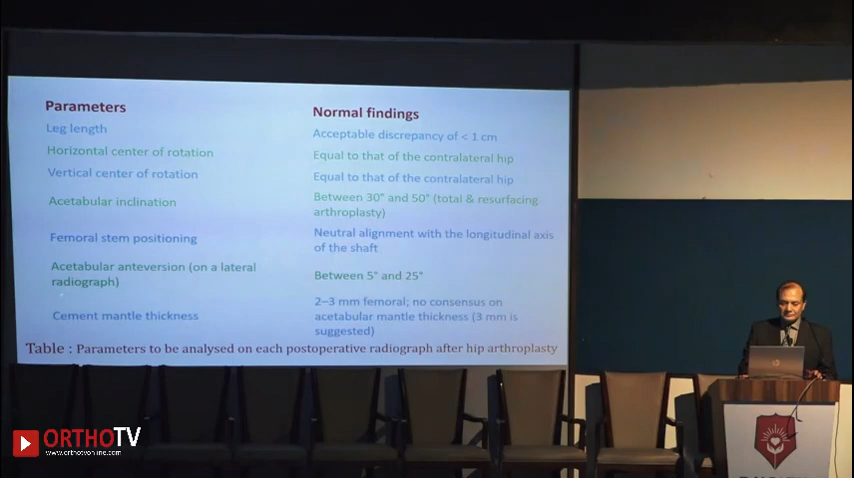 Parameters
Normal findings
Leg length
Acceptable discrepancy of < 1 cm
Horizontal center of rotation
Equal to that of the contralateral hip
Vertical center of rotation
Equal to that of the contralateral hip
Acetabular inclination
Between 30° and 50° (total & resurfacing
arthroplasty)
Femoral stem positioning
Neutral alignment with the longitudinal axis
of the shaft
Acetabular anteversion (on a lateral
radiograph)
Between 5° and 25°
Cement mantle thickness
2–3 mm femoral; no consensus on
acetabular mantle thickness (3 mm is
suggested)
Table : Parameters to be analysed on each postoperative radiograph after hip arthroplasty
ORTHOTV
www.orthotvonline.com